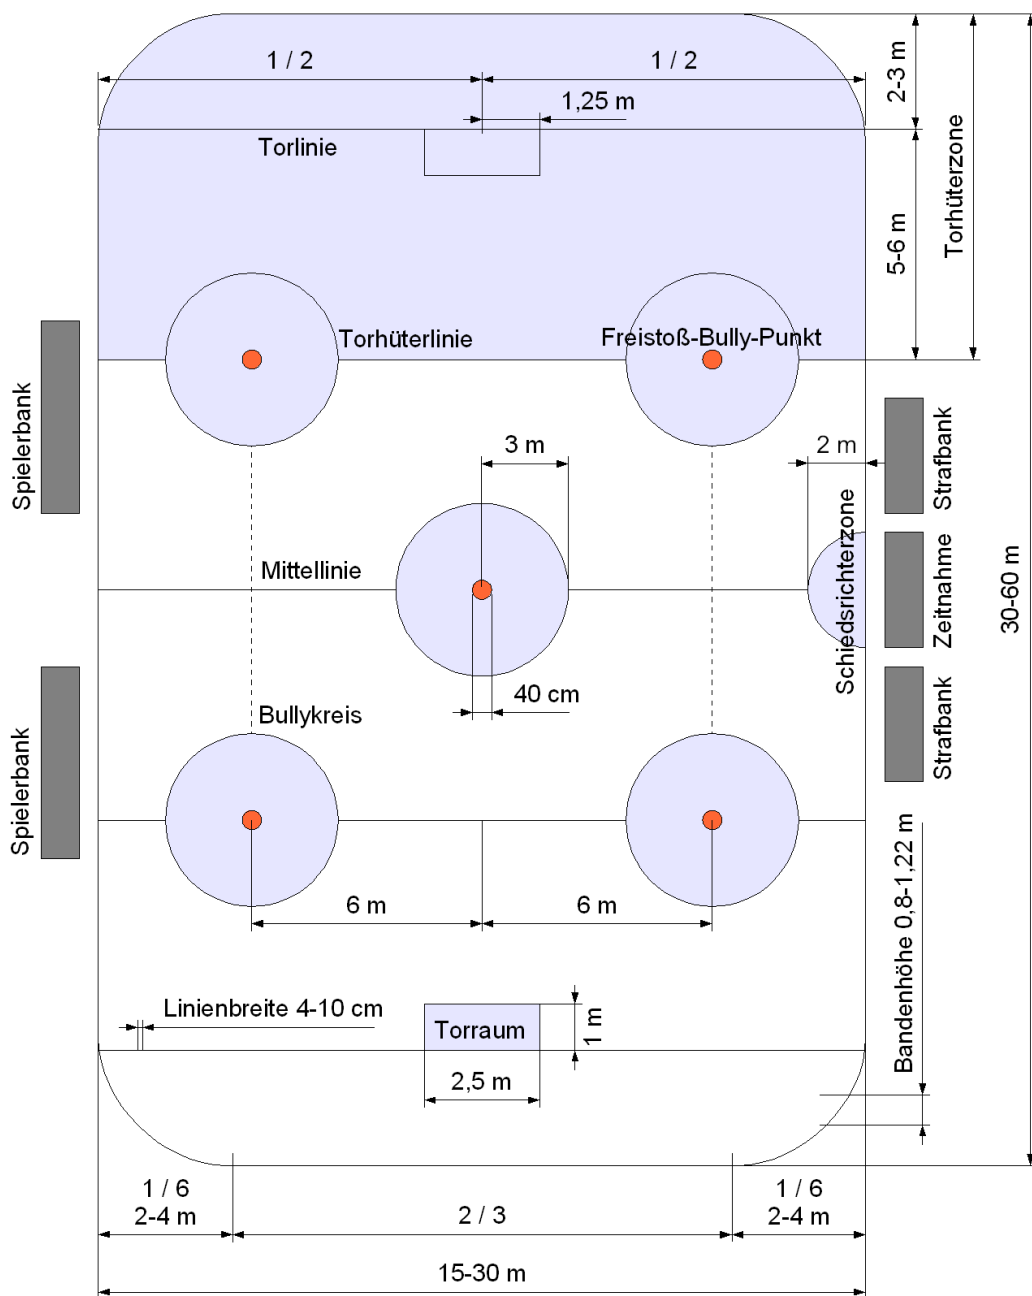 1 / 2
1 / 2
2-3 m
1,25 m
Torlinie
Torhüterzone
5-6 m
Torhüterlinie
Freistoß-Bully-Punkt
Spielerbank
3 m
2 m
Strafbank
Schiedsrichterzone
Mittellinie
Zeitnahme
30-60 m
40 cm
Bullykreis
Spielerbank
Strafbank
6 m
6 m
Bandenhöhe 0,8-1,22 m
Linienbreite 4-10 cm
Torraum
1 m
2,5 m
1 / 6
2-4 m
2 / 3
1 / 6
2-4 m
15-30 m